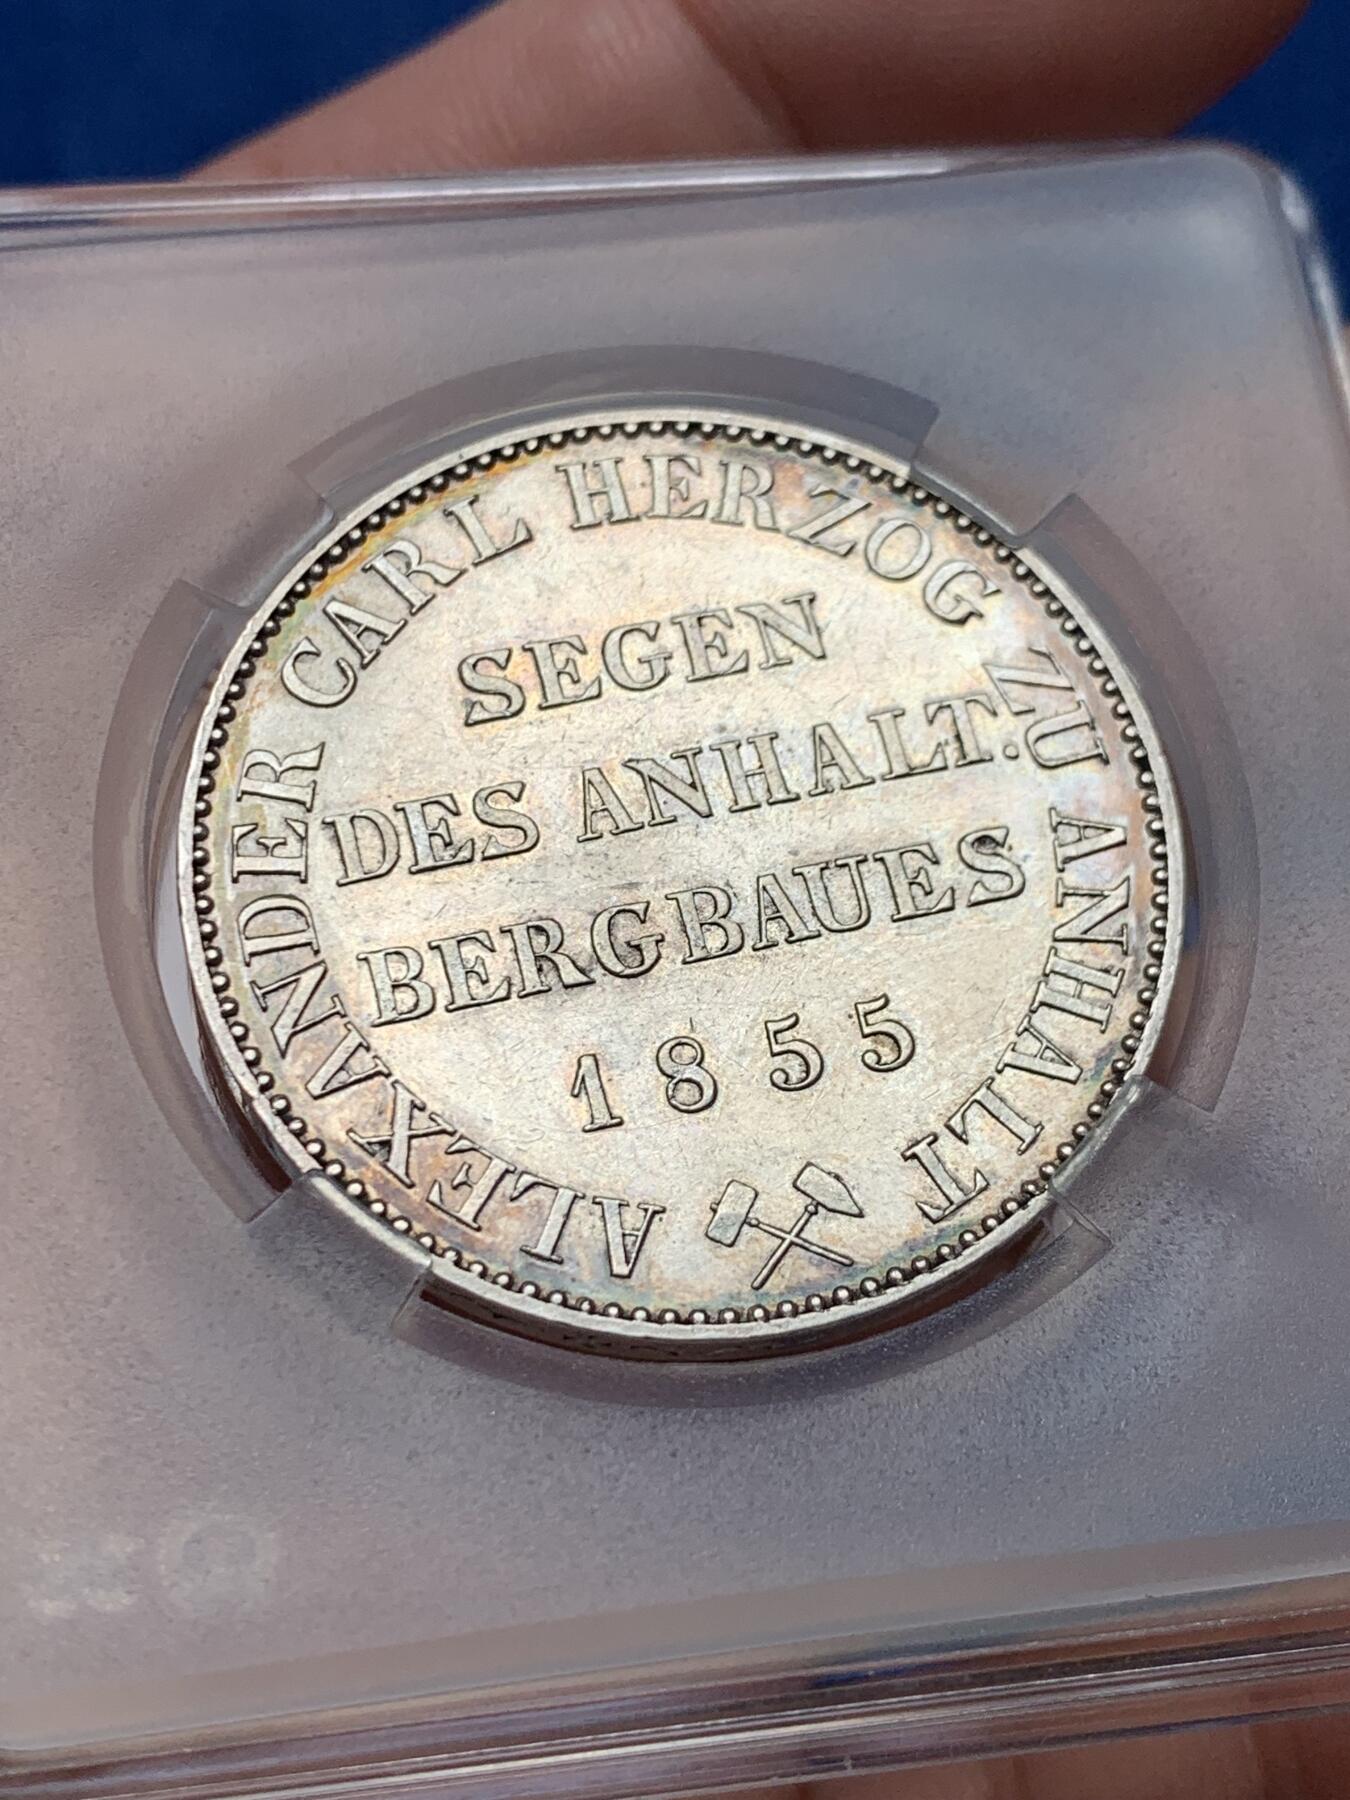 ALEXANDER CARL HERZOG ZU ANHALT
SEGEN
DES ANHALT.
BERGBAUES
1855